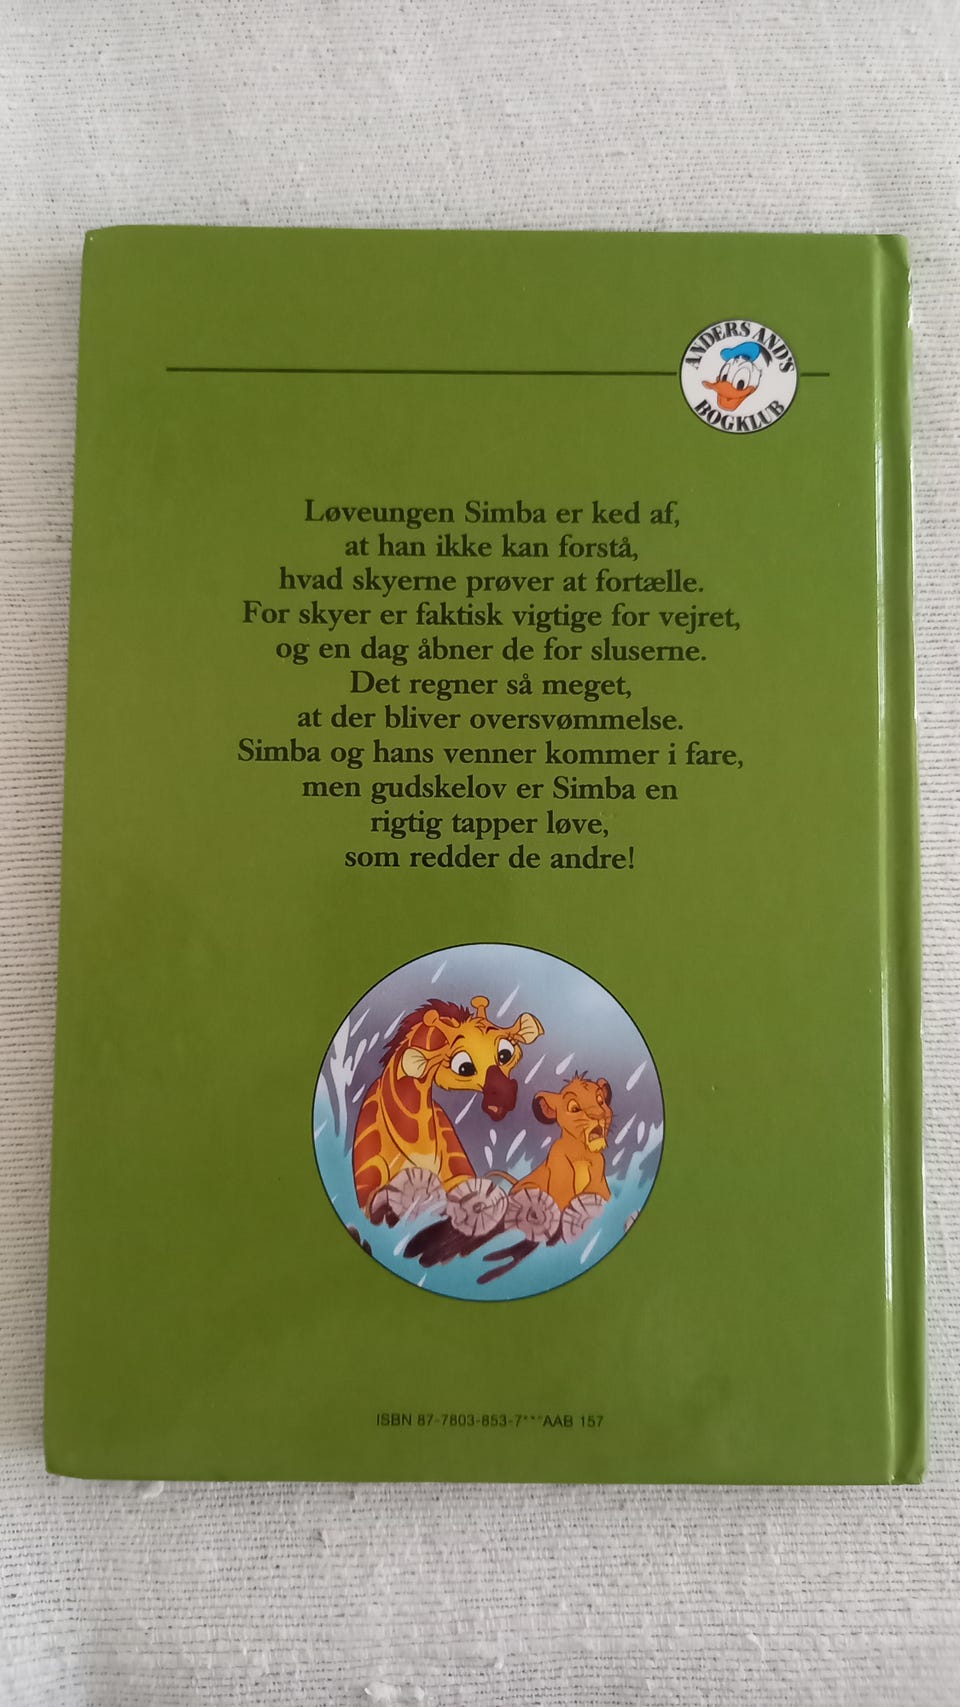 ANDERS AND'S
BOGKLUB
Løveungen Simba er ked af,
at han ikke kan forstå,
hvad skyerne prøver at fortælle.
For skyer er faktisk vigtige for vejret,
og en dag åbner de for sluserne.
Det regner så meget,
at der bliver oversvømmelse.
Simba og hans venner kommer i fare,
men gudskelov er Simba en
rigtig tapper løve,
som redder de andre!
ISBN 87-7803-853-7***AAB 157